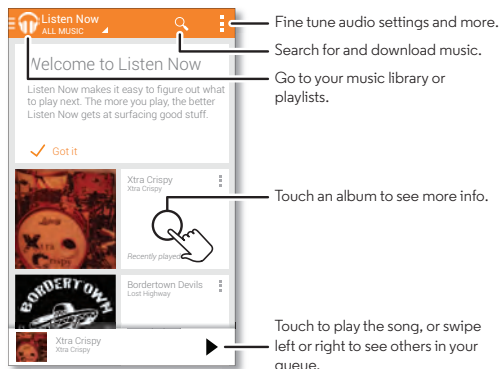 Listen Now
ALL MUSIC
Fine tune audio settings and more.
Search for and download music.
Go to your music library or
playlists.
Welcome to Listen Now
Listen Now makes it easy to figure out what
to play next. The more you play, the better
Listen Now gets at surfacing good stuff.
Got it
Xtra Crispy
Xtra Crispy
Recently played
Touch an album to see more info.
Xtra
Crispy
Bordertown Devils
Lost Highway
BORDERTOWN
Xtra Crispy
Xtra Crispy
Touch to play the song, or swipe
left or right to see others in your
queue.